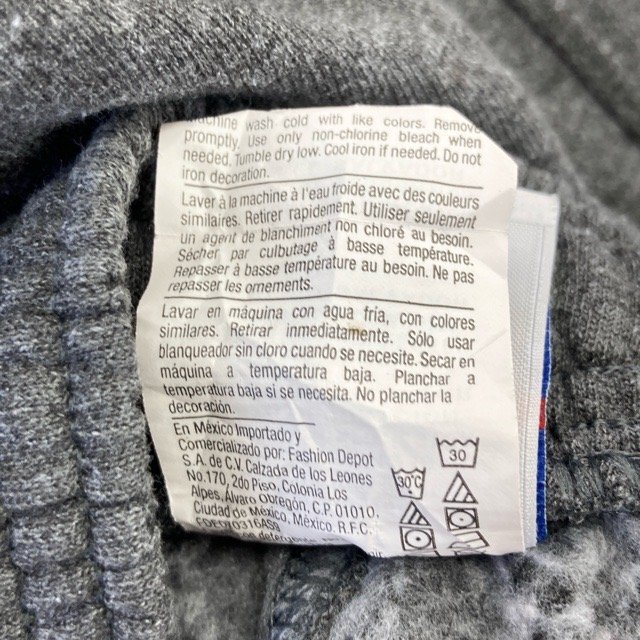 wash cold with like colors. Remove
promptly. Use only non-chlorine bleach when
needed. Tumble dry low. Cool iron if needed. Do not
iron decoration.
Laver à la machine à l'eau froide avec des couleurs
similaires. Retirer rapidement. Utiliser seulement
un agent de blanchiment non chloré au besoin.
Sécher par culbutage à basse température.
Repasser à basse température au besoin. Ne pas
repasser les ornements.
Lavar en máquina con agua fría, con colores
similares. Retirar inmediatamente. Sólo usar
blanqueador sin cloro cuando se necesite. Secar en
máquina a temperatura baja. Planchar a
temperatura baja si se necesita. No planchar la
decoración.
En México Importado y
Comercializado por: Fashion Depot
S.A. de C.V. Calzada de los Leones
No.170, 2do Piso, Colonia Los
Alpes, Álvaro Obregón, C.P. 01010.
Ciudad de México, México. R.F.C.
30
30°C